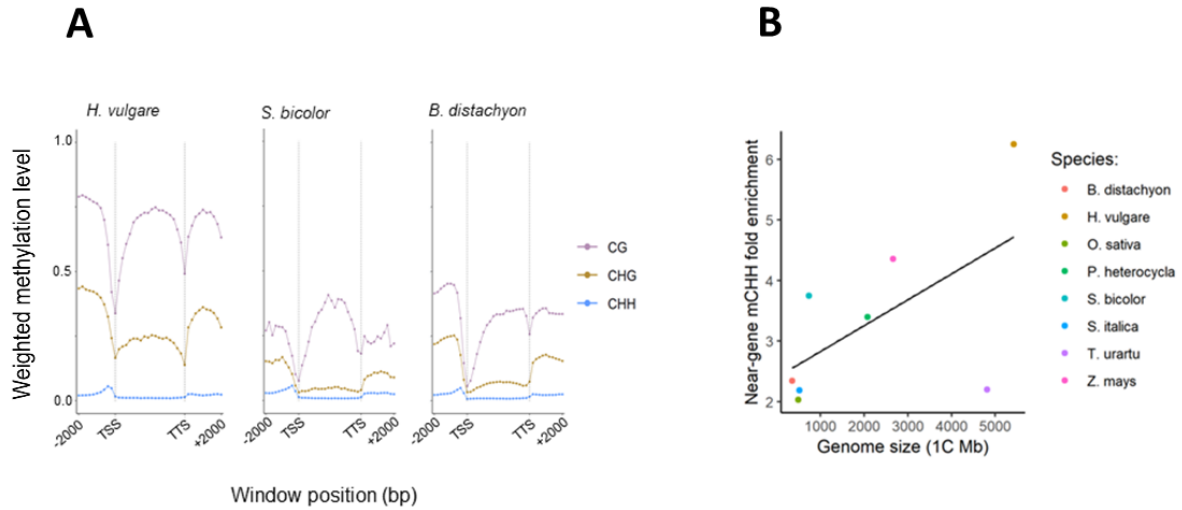 A
H. vulgare
S. bicolor
B. distachyon
Weighted methylation level
1.0
0.5
0.0
-2000 TSS TTS +2000
-2000 TSS TTS +2000
-2000 TSS TTS +2000
Window position (bp)
CG
CHG
CHH
B
Near-gene mCHH fold enrichment
6
5
4
3
2
1000 2000 3000 4000 5000
Genome size (1C Mb)
Species:
B. distachyon
H. vulgare
O. sativa
P. heterocycla
S. bicolor
S. italica
T. urartu
Z. mays